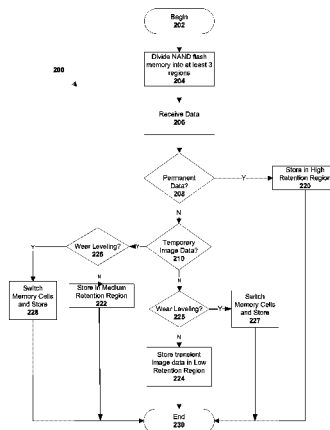 Begin
202
200
Divide NAND flash
memory into at least 3
regions
204
Receive Data
206
Permanent
Data?
208
Y
Store in High
Retention Region
220
N
Temporary
Image Data?
210
Y
Wear Leveling?
226
Y
N
N
Switch
Memory Cells
and Store
228
Store in Medium
Retention Region
222
Wear Leveling?
225
Y
Switch
Memory Cells
and Store
227
N
Store transient
Image data in Low
Retention Region
224
End
230